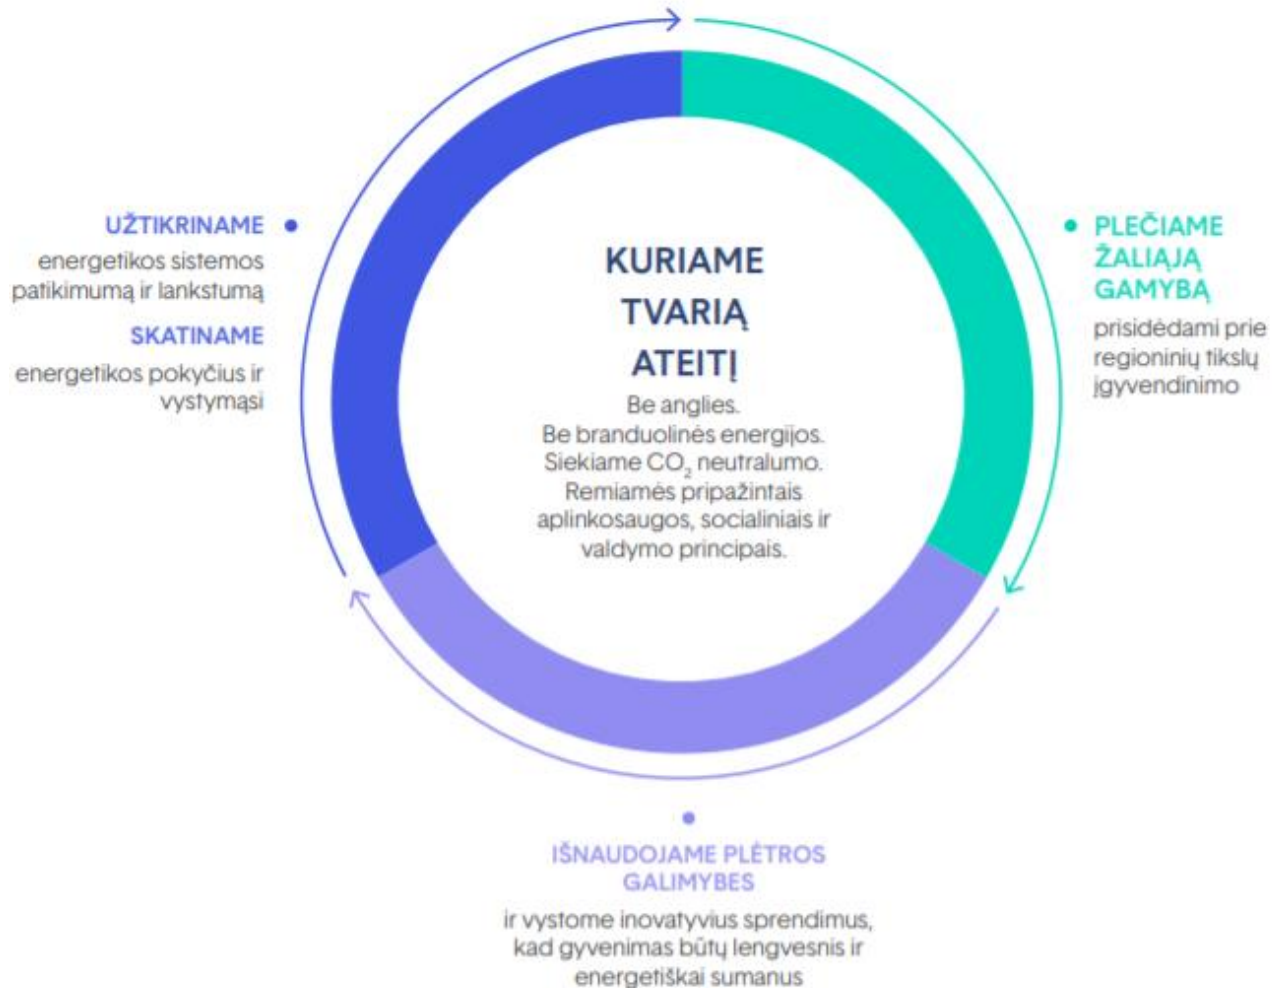 UŽTIKRINAME
energetikos sistemos
patikimumą ir lankstumą
SKATINAME
energetikos pokyčius ir
vystymąsi
KURIAME
TVARIĄ
ATEITĮ
Be anglies.
Be branduolinės energijos.
Siekiame CO₂ neutralumo.
Remiamės pripažintais
aplinkosaugos, socialiniais ir
valdymo principais.
PLEČIAME
ŽALIĄJĄ
GAMYBĄ
prisidėdami prie
regioninių tikslų
įgyvendinimo
IŠNAUDOJAME PLĖTROS
GALIMYBES
ir vystome inovatyvius sprendimus,
kad gyvenimas būtų lengvesnis ir
energetiškai sumanus